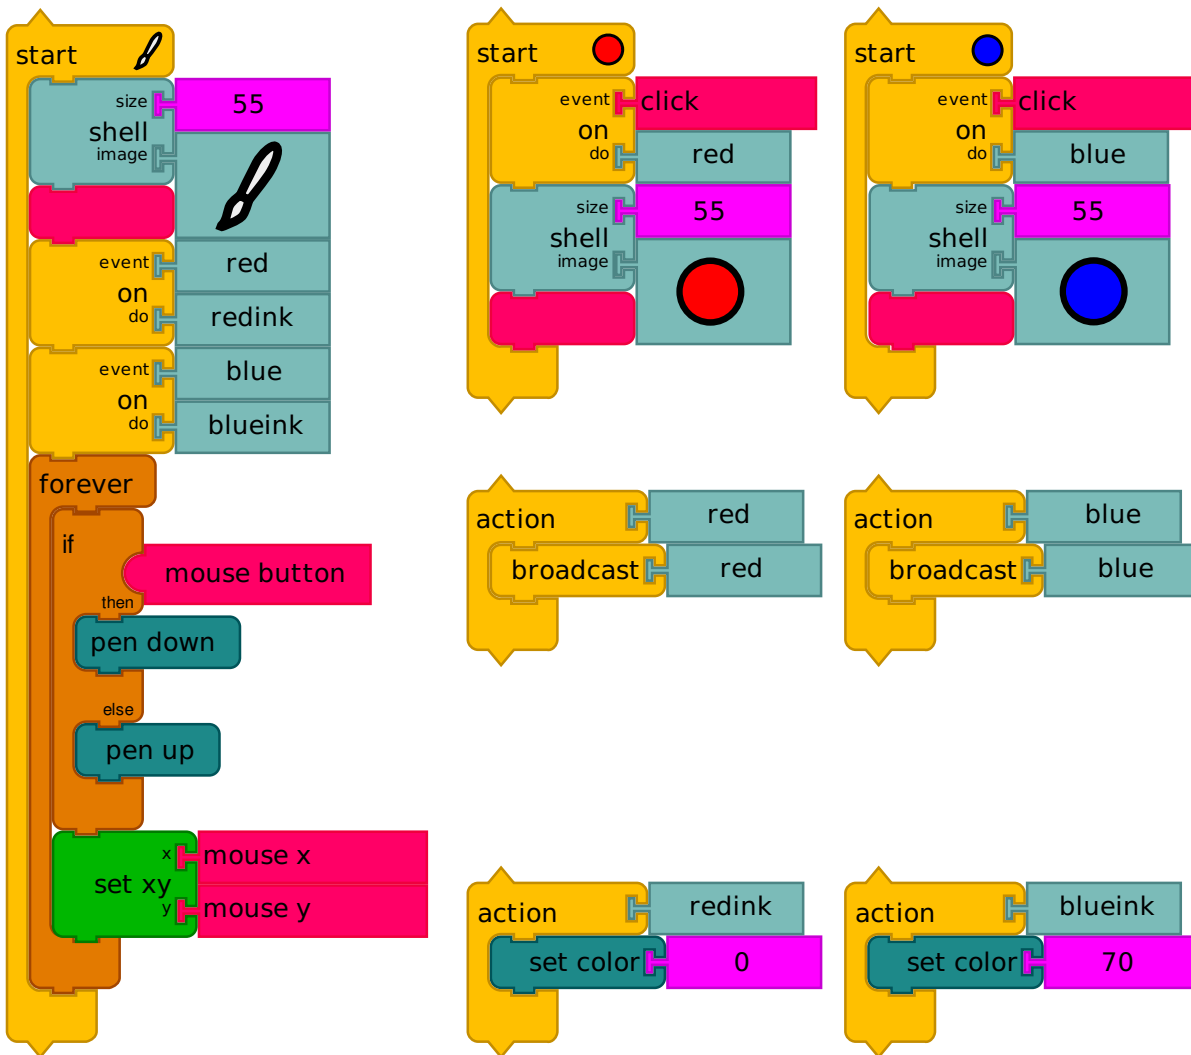 start
size 55
shell
image
event red
on
do redink
event blue
on
do blueink
forever
if
mouse button
then
pen down
else
pen up
x mouse x
set xy
y mouse y
start
event click
on
do red
size 55
shell
image
start
event click
on
do blue
size 55
shell
image
action red
broadcast red
action blue
broadcast blue
action redink
set color 0
action blueink
set color 70